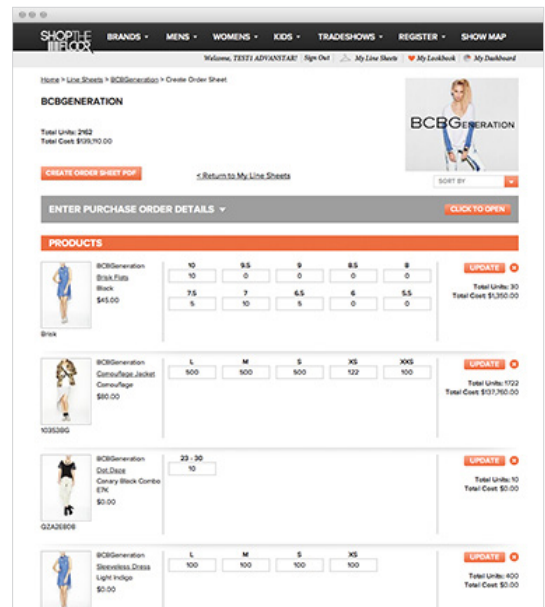 SHOPTHE
FLOOR
BRANDS MENS WOMENS KIDS TRADESHOWS REGISTER SHOW MAP
Welcome, TEST1 ADVANSTAR! Sign Out My Line Sheets My Lookbook My Dashboard
Home > Line Sheets > BCBGeneration > Create Order Sheet
BCBGENERATION
Total Units: 2162
Total Cost: $139,110.00
BCBGENERATION
CREATE ORDER SHEET PDF
< Return to My Line Sheets
SORT BY
ENTER PURCHASE ORDER DETAILS
CLICK TO OPEN
PRODUCTS
BCBGeneration
Brisk Flats
Black
$45.00
Brisk
10 9.5 9 8.5 8
10 0 0 0 0
7.5 7 6.5 6 5.5
5 10 5 0 0
UPDATE
Total Units: 30
Total Cost: $1,350.00
BCBGeneration
Camouflage Jacket
Camouflage
$80.00
10353BG
L M S XS XXS
500 500 500 122 100
UPDATE
Total Units: 1722
Total Cost: $137,760.00
BCBGeneration
Dot Daze
Canary Black Combo
E7K
$0.00
QZA2E808
23 - 30
10
UPDATE
Total Units: 10
Total Cost: $0.00
BCBGeneration
Sleeveless Dress
Light Indigo
$0.00
L M S XS
100 100 100 100
UPDATE
Total Units: 400
Total Cost: $0.00